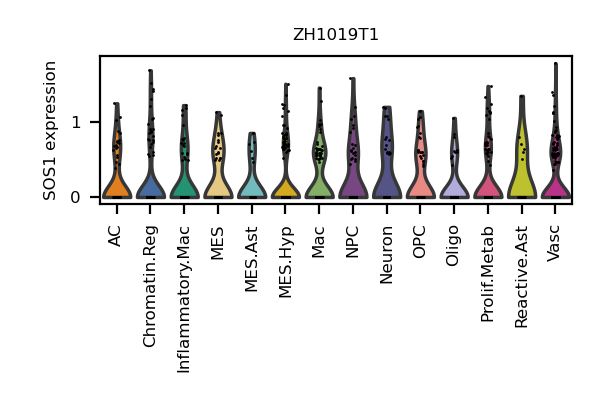 ZH1019T1
SOS1 expression
1
0
AC
Chromatin.Reg
Inflammatory.Mac
MES
MES.Ast
MES.Hyp
Mac
NPC
Neuron
OPC
Oligo
Prolif.Metab
Reactive.Ast
Vasc